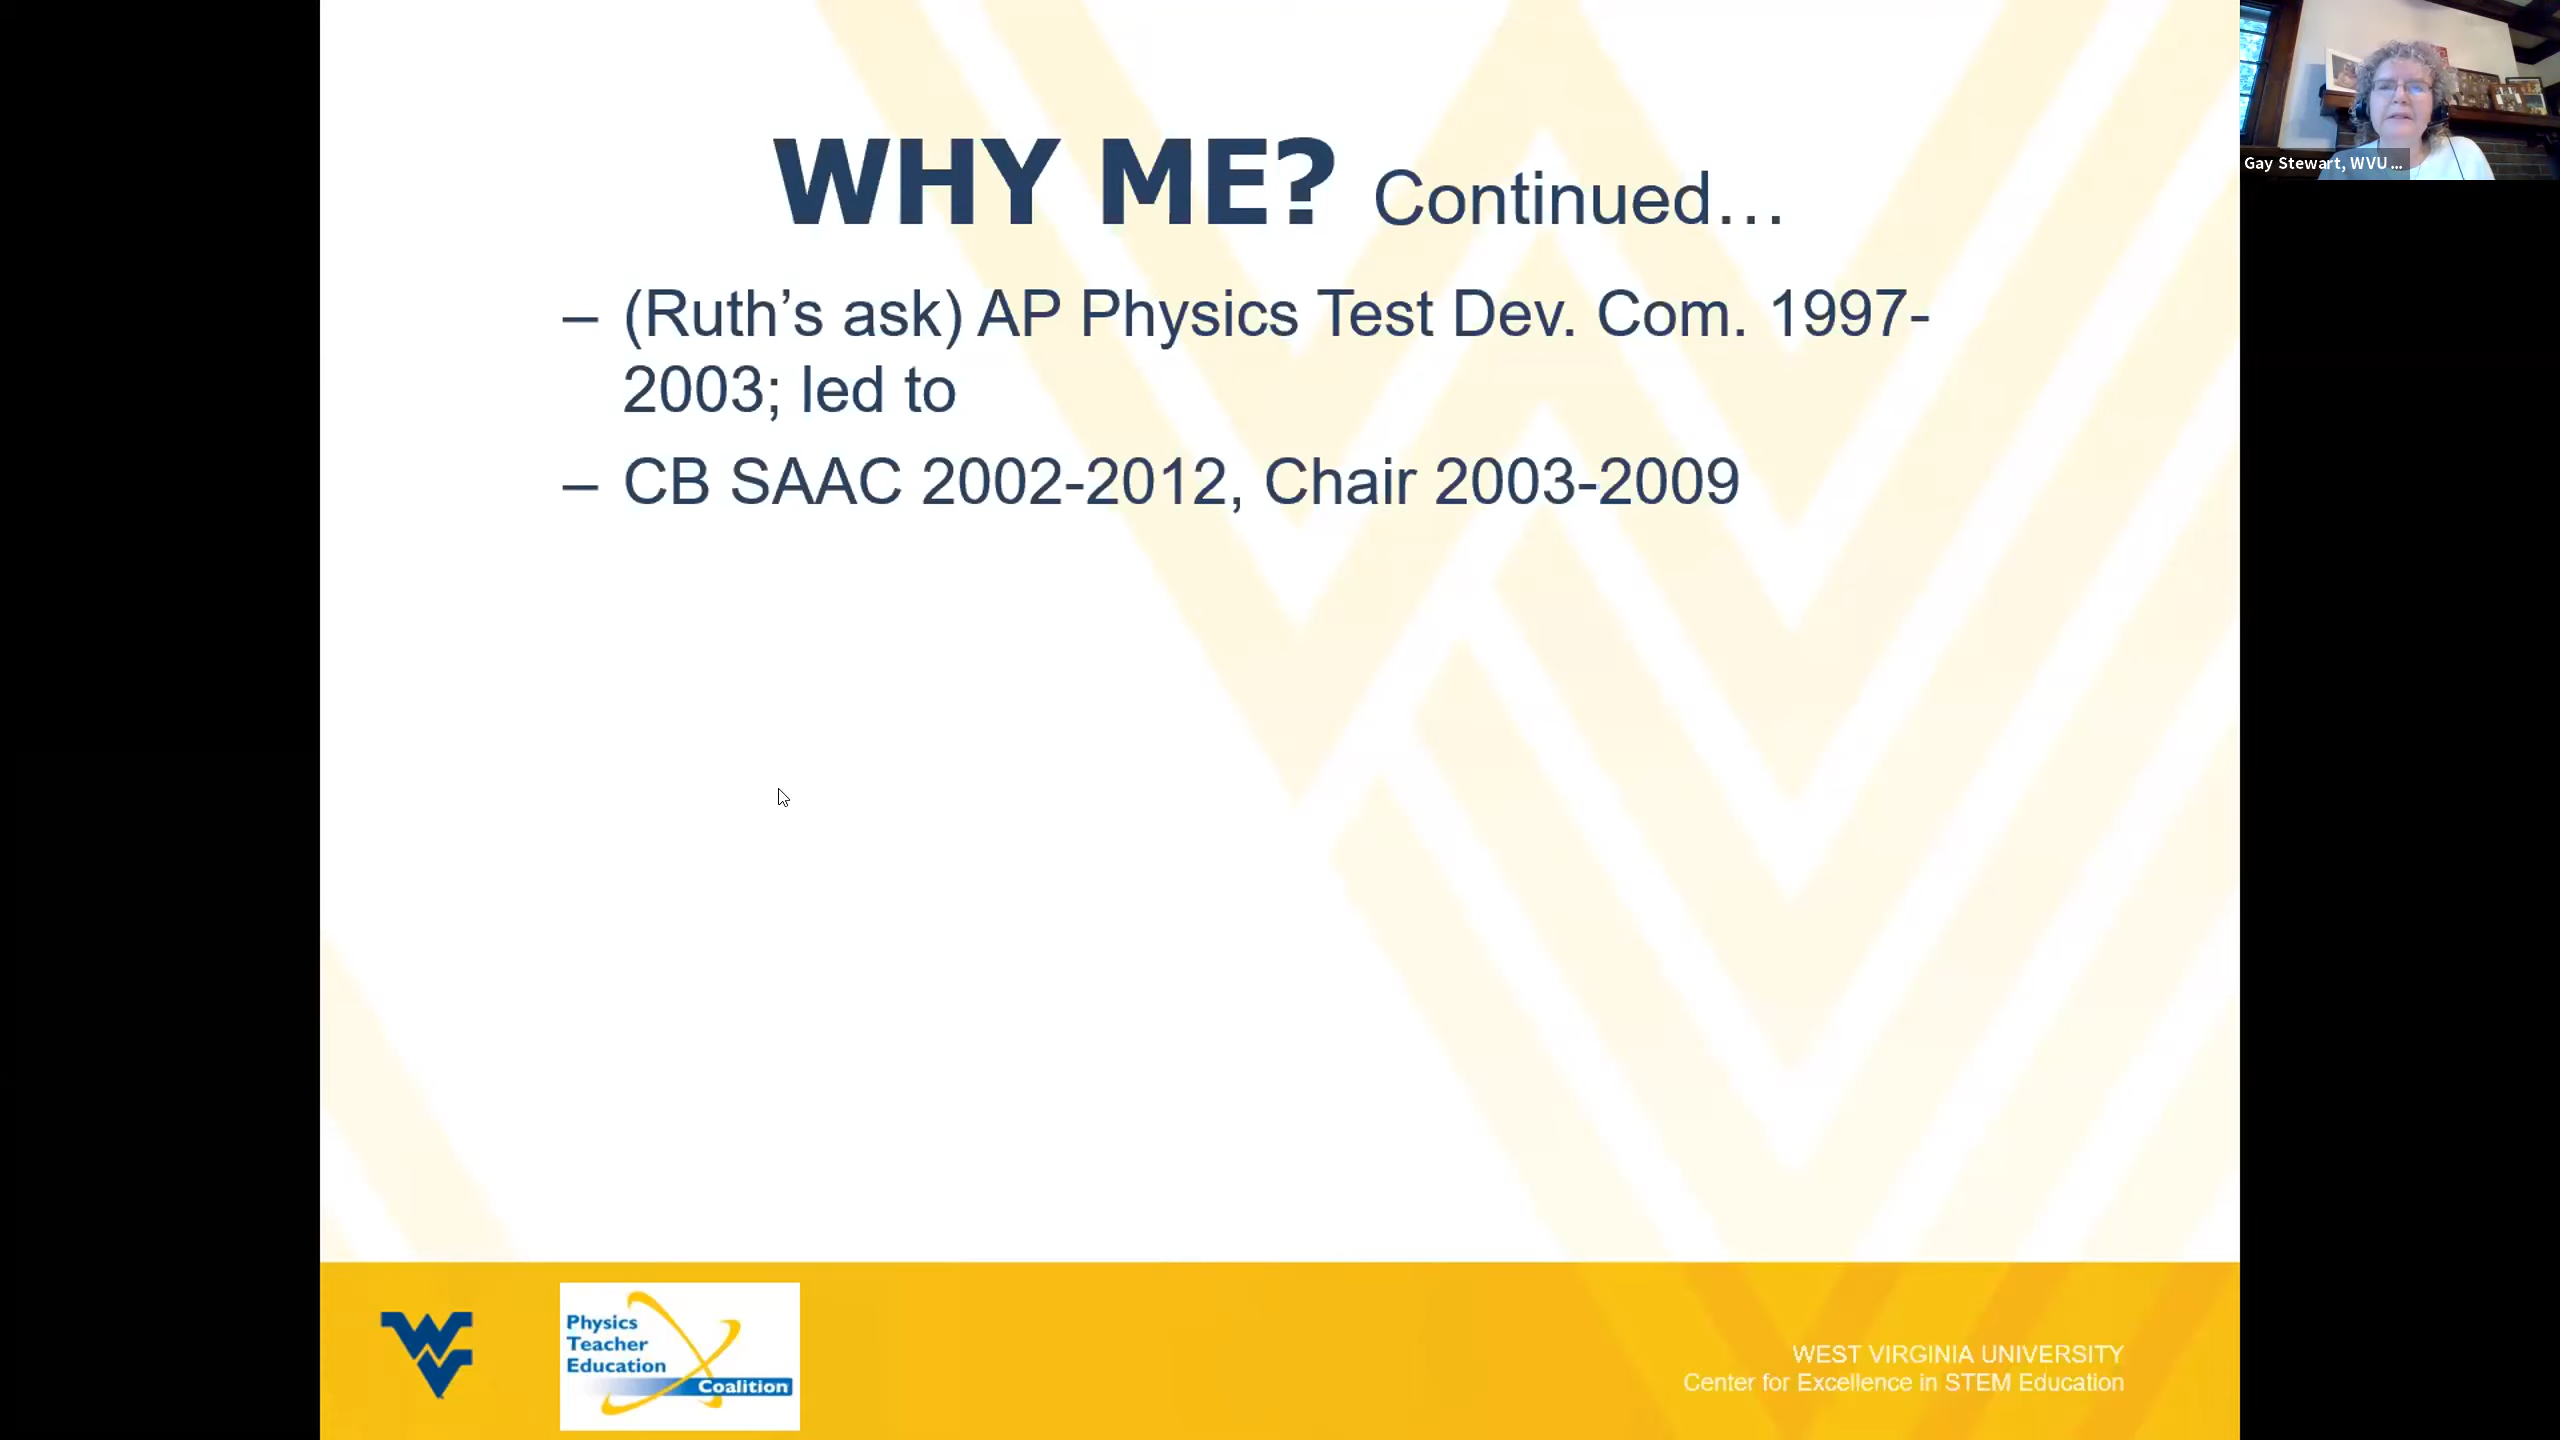 WHY ME? Continued…
– (Ruth’s ask) AP Physics Test Dev. Com. 1997-
2003; led to
– CB SAAC 2002-2012, Chair 2003-2009
Gay Stewart, WVU ...
WV
Physics
Teacher
Education
Coalition
WEST VIRGINIA UNIVERSITY
Center for Excellence in STEM Education